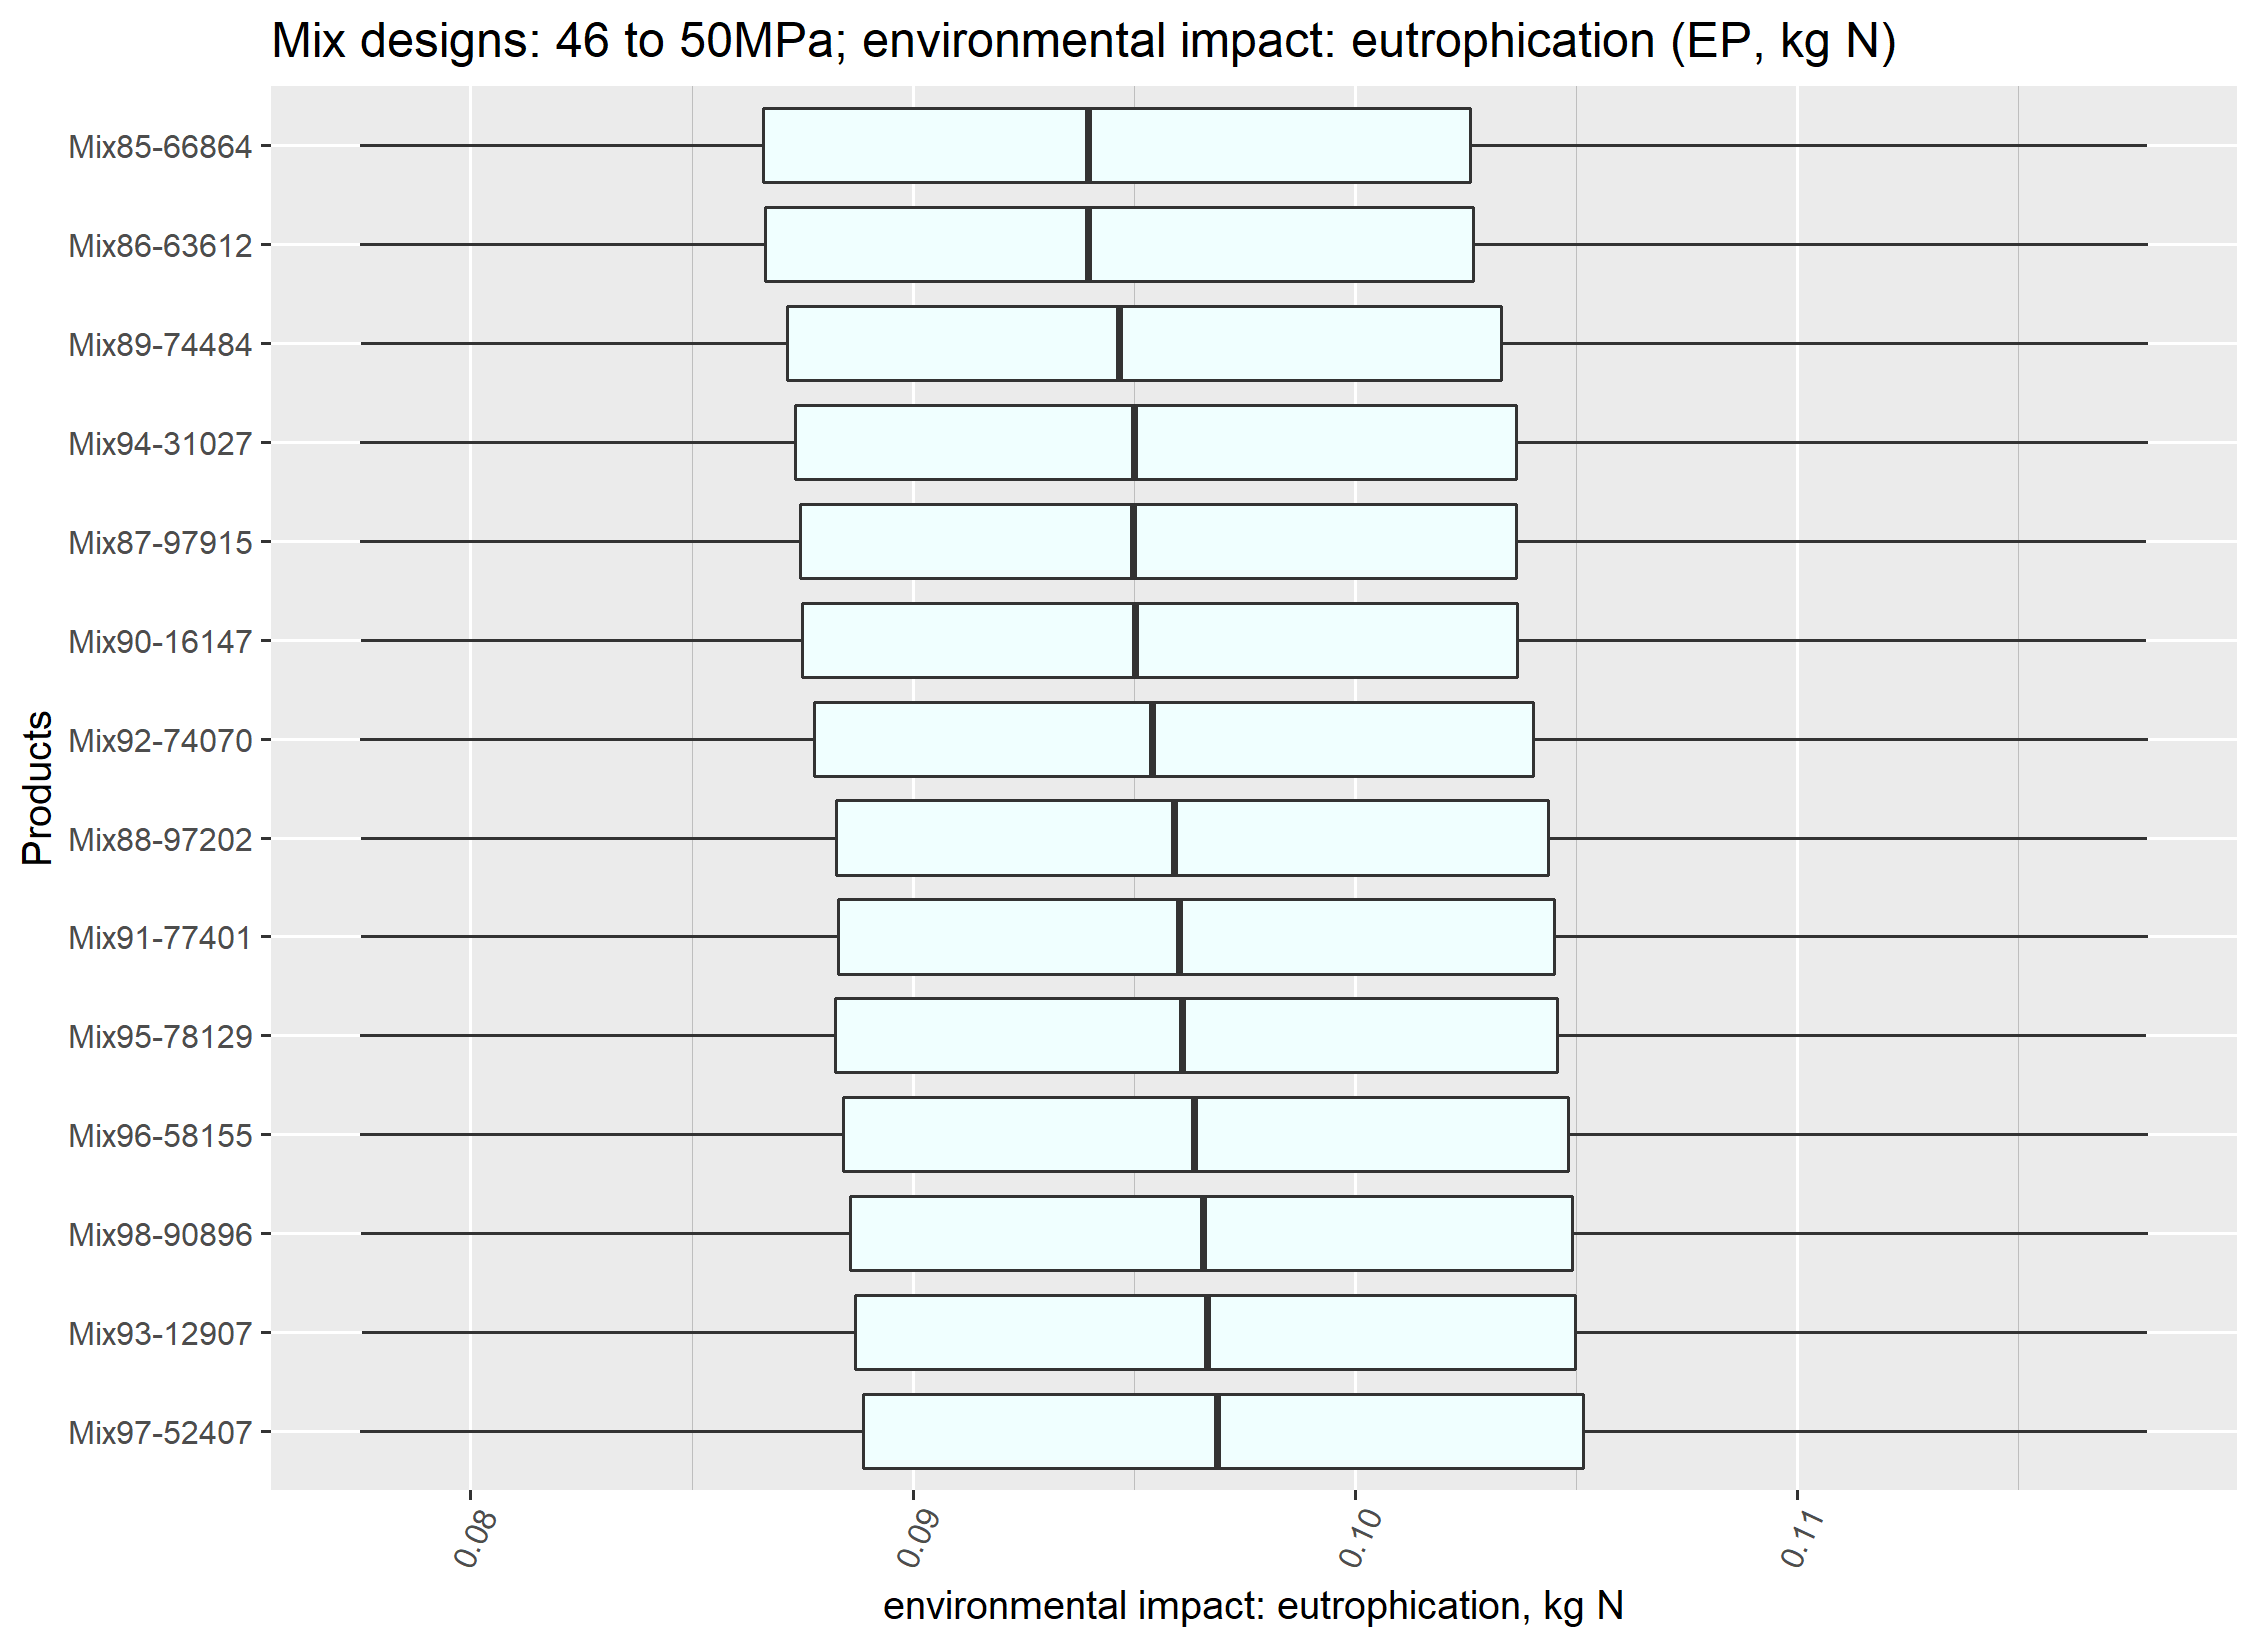 Mix designs: 46 to 50MPa; environmental impact: eutrophication (EP, kg N)
Products
Mix85-66864
Mix86-63612
Mix89-74484
Mix94-31027
Mix87-97915
Mix90-16147
Mix92-74070
Mix88-97202
Mix91-77401
Mix95-78129
Mix96-58155
Mix98-90896
Mix93-12907
Mix97-52407
0.08 0.09 0.10 0.11
environmental impact: eutrophication, kg N